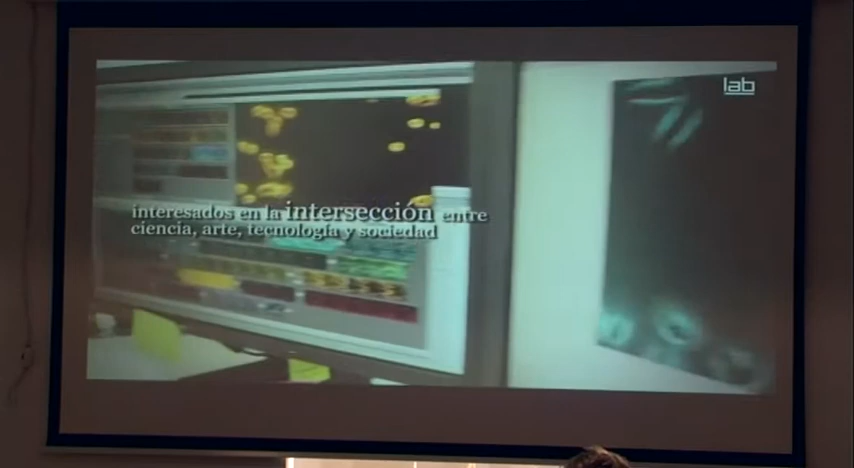 lab
interesados en la intersección entre
ciencia, arte, tecnología y sociedad